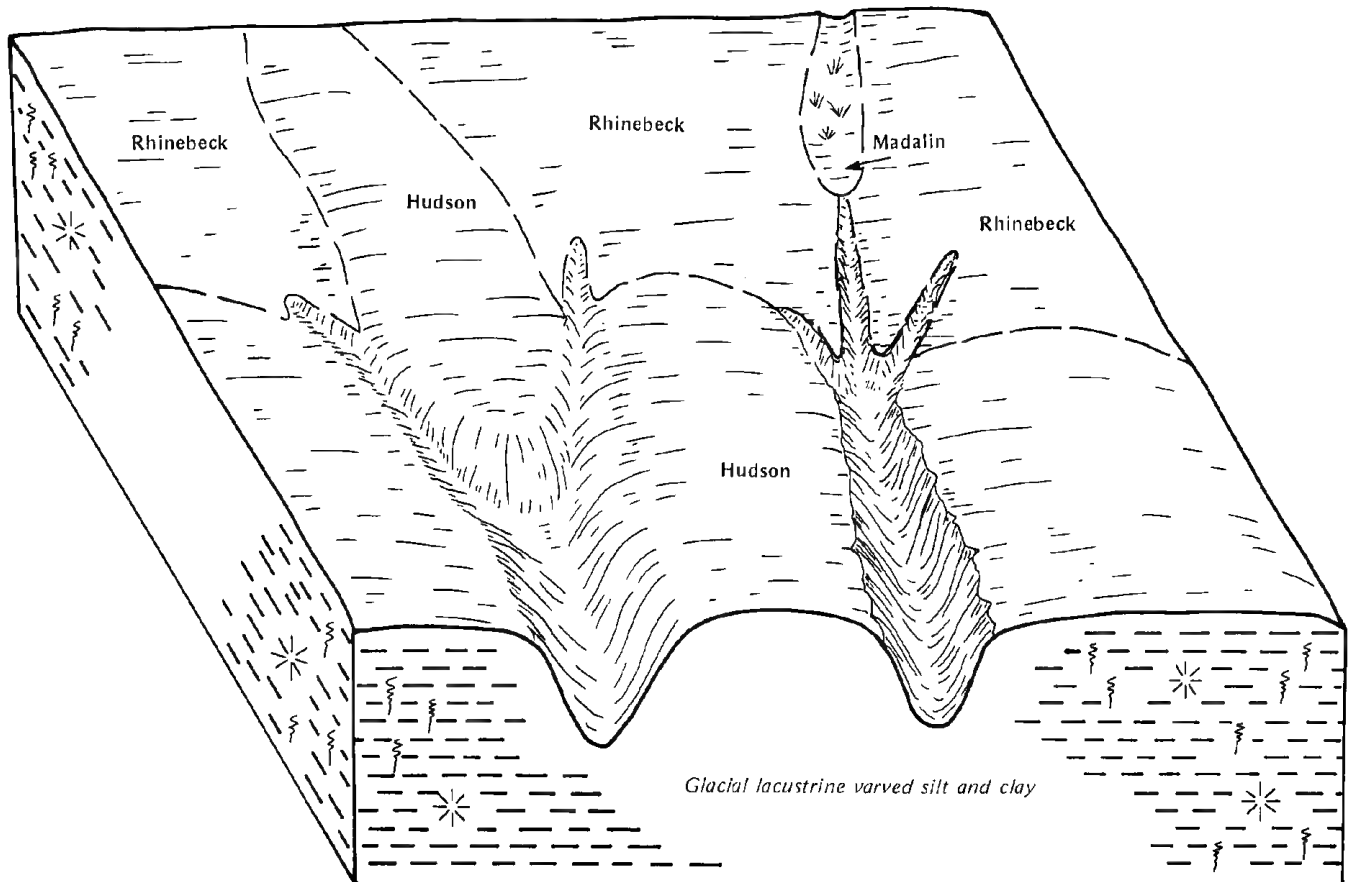 Rhinebeck
Rhinebeck
Madalin
Hudson
Rhinebeck
Hudson
Glacial lacustrine varved silt and clay